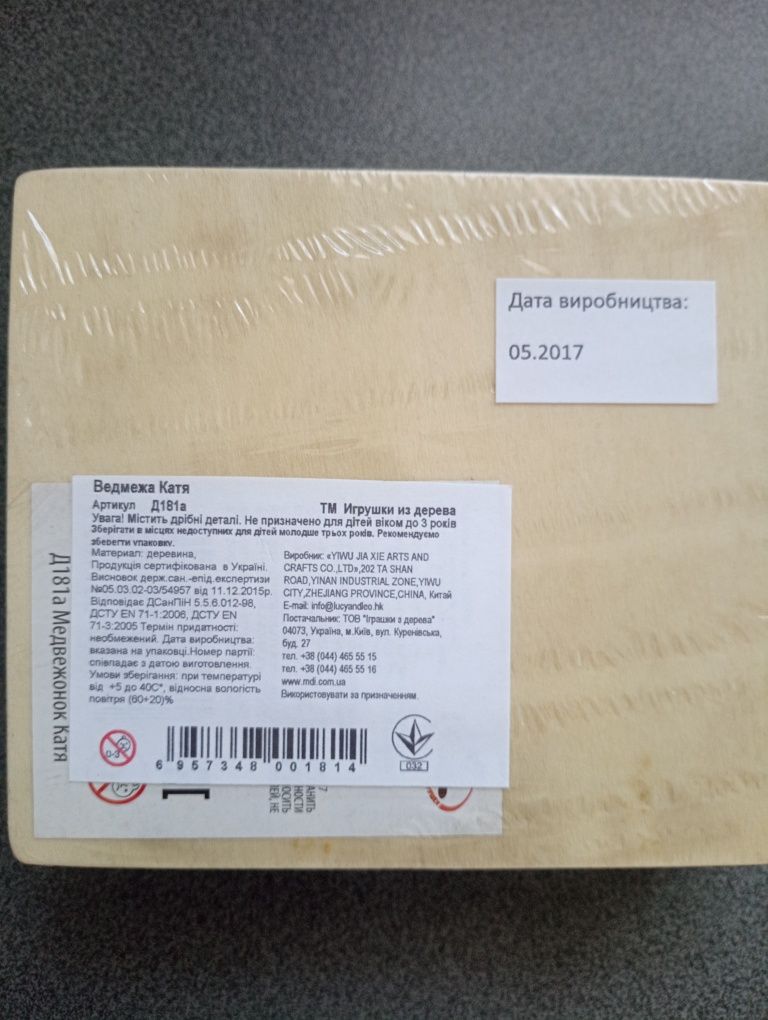 Дата виробництва:
05.2017
Ведмежа Катя
Артикул Д181а ТМ Игрушки из дерева
Увага! Містить дрібні деталі. Не призначено для дітей віком до 3 років
Зберігати в місцях недоступних для дітей молодше трьох років. Рекомендуємо
зберегти упаковку.
Материал: деревина,
Продукція сертифікована в Україні.
Висновок держ.сан.-епід.експертизи
№05.03.02-03/54957 від 11.12.2015р.
Відповідає ДСанПіН 5.5.6.012-98,
ДСТУ EN 71-1:2006, ДСТУ EN
71-3:2005 Термін придатності:
необмежений. Дата виробництва:
вказана на упаковці.Номер партії:
співпадає з датою виготовлення.
Умови зберігання: при температурі
від +5 до 40С*, відносна вологість
повітря (60+20)%
Виробник: «YIWU JIA XIE ARTS AND
CRAFTS CO.,LTD»,202 TA SHAN
ROAD,YINAN INDUSTRIAL ZONE,YIWU
CITY,ZHEJIANG PROVINCE,CHINA, Китай
E-mail: info@lucyandleo.hk
Постачальник: ТОВ "Іграшки з дерева"
04073, Україна, м.Київ, вул. Куренівська,
буд. 27
тел. +38 (044) 465 55 15
тел. +38 (044) 465 55 16
www.mdi.com.ua
Використовувати за призначенням.
0-3
6 957348 001814
032
Д181а Медвежонок Катя